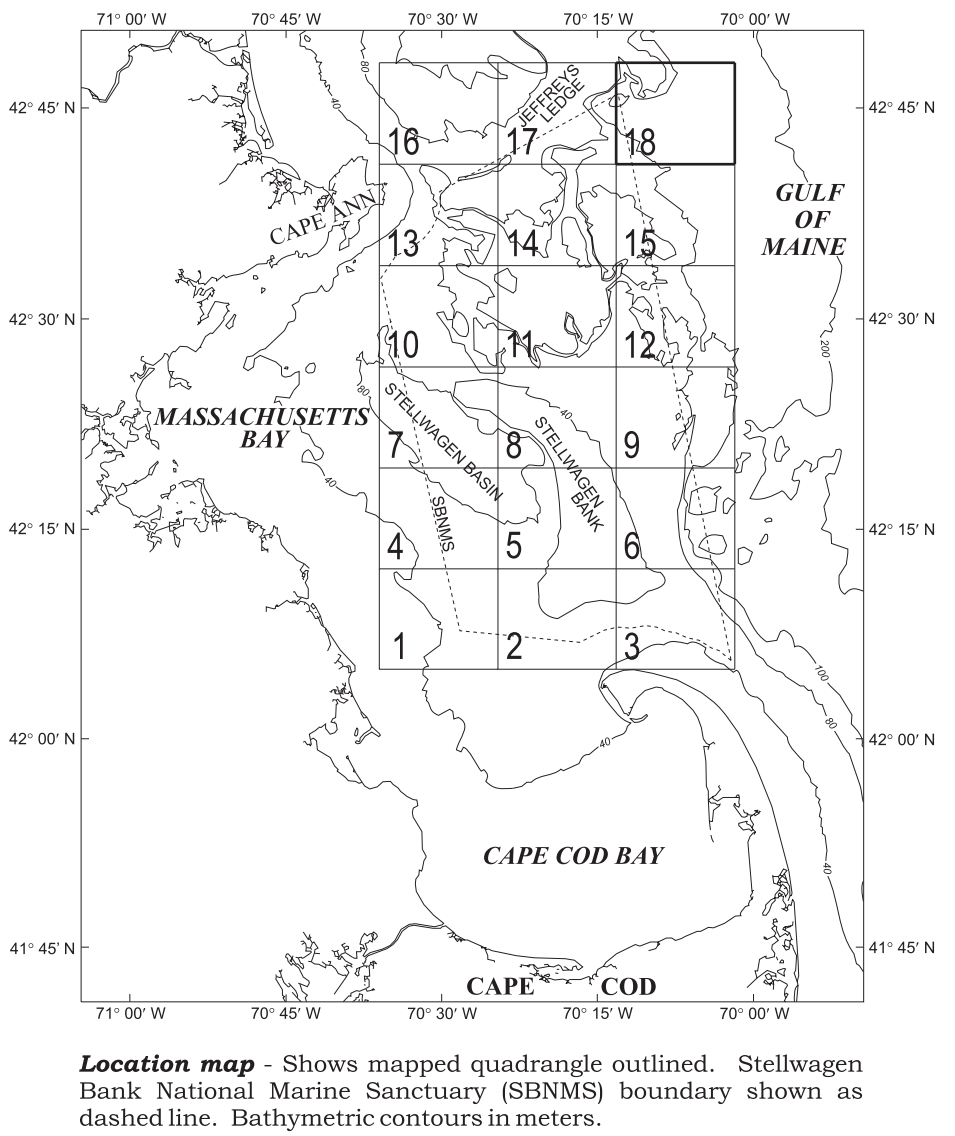 71° 00′ W 70° 45′ W 70° 30′ W 70° 15′ W 70° 00′ W
80
JEFFREYS
LEDGE
42° 45′ N 40 42° 45′ N
16 17 18
CAPE ANN
GULF
OF
MAINE
13 14 15
42° 30′ N 42° 30′ N
10 11 12
200
80
STELLWAGEN BASIN
40
MASSACHUSETTS
BAY
STELLWAGEN
BANK
7 8 9
40
SBNMS
42° 15′ N 42° 15′ N
4 5 6
1 2 3
100
80
42° 00′ N 40 42° 00′ N
CAPE COD BAY
40
41° 45′ N 41° 45′ N
CAPE COD
71° 00′ W 70° 45′ W 70° 30′ W 70° 15′ W 70° 00′ W
Location map - Shows mapped quadrangle outlined. Stellwagen
Bank National Marine Sanctuary (SBNMS) boundary shown as
dashed line. Bathymetric contours in meters.